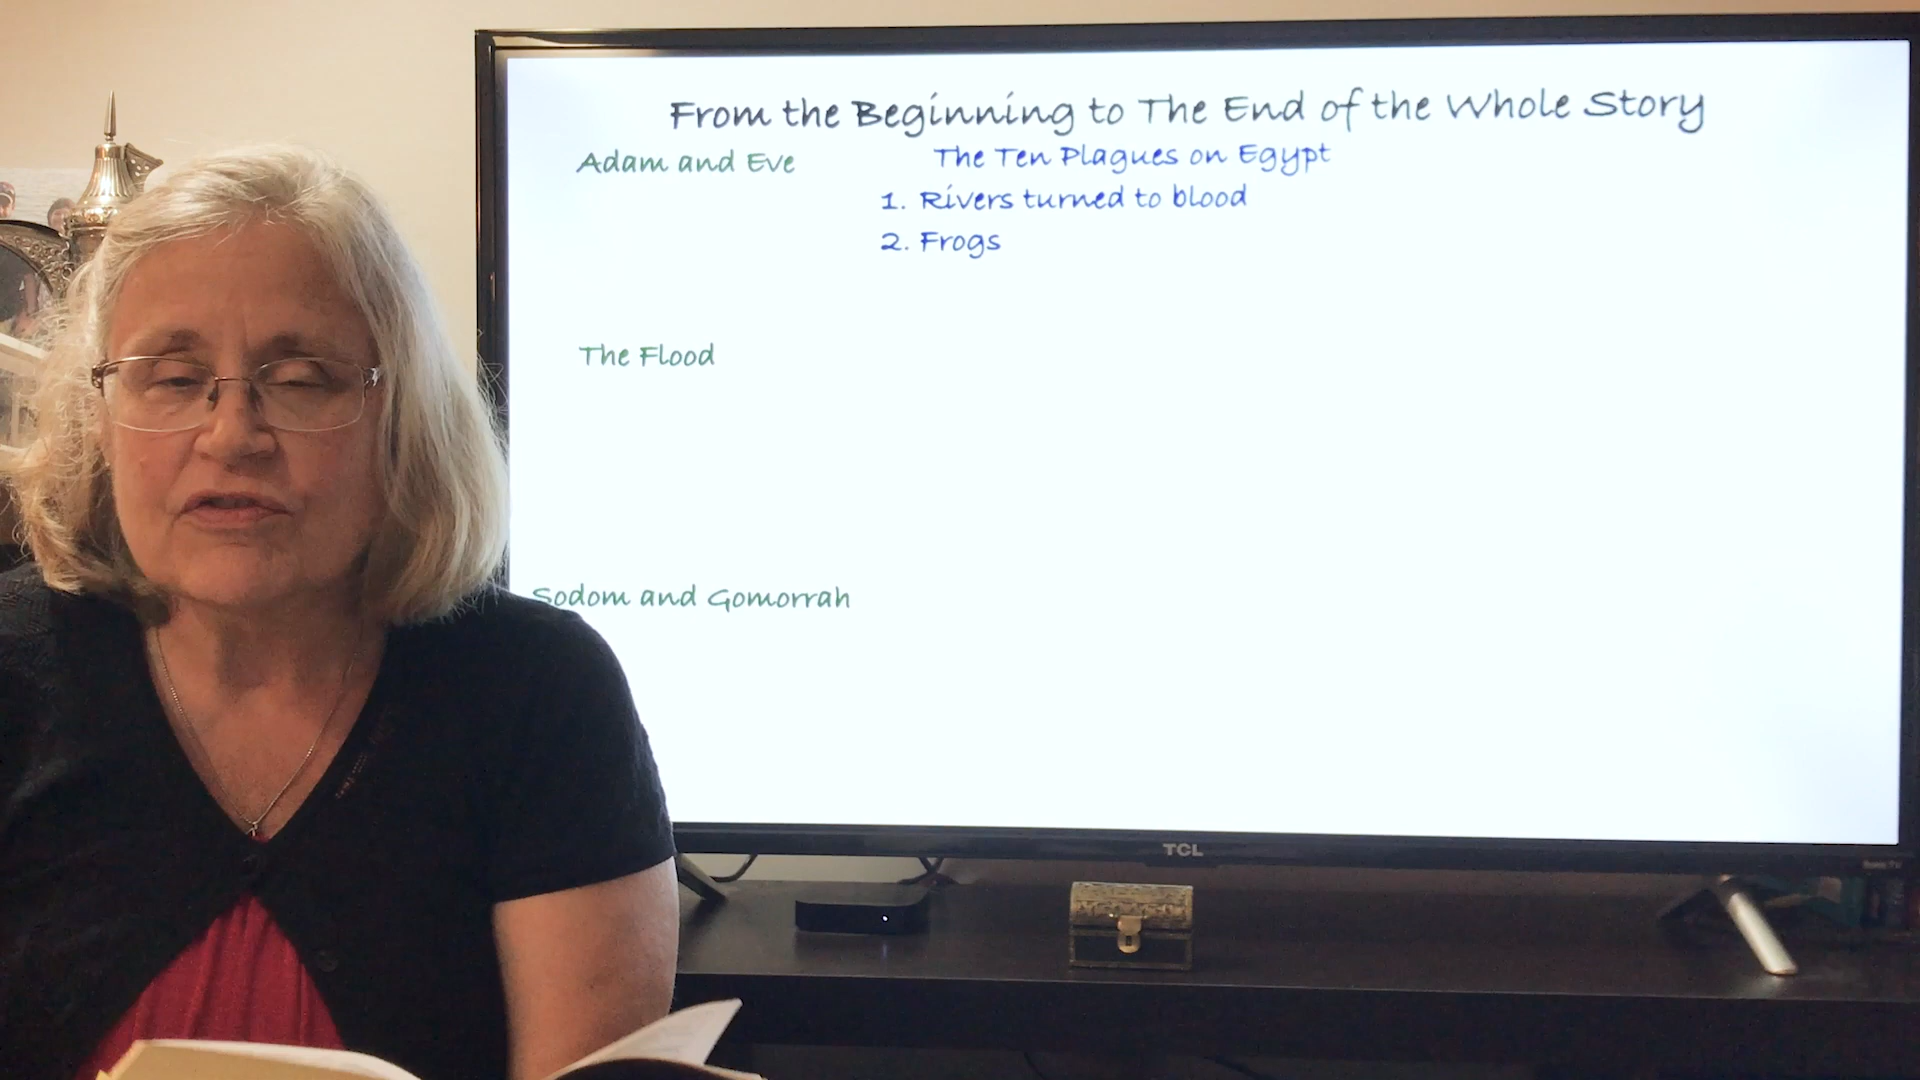 From the Beginning to The End of the Whole Story
Adam and Eve
The Ten Plagues on Egypt
1. Rivers turned to blood
2. Frogs
The Flood
Sodom and Gomorrah
TCL